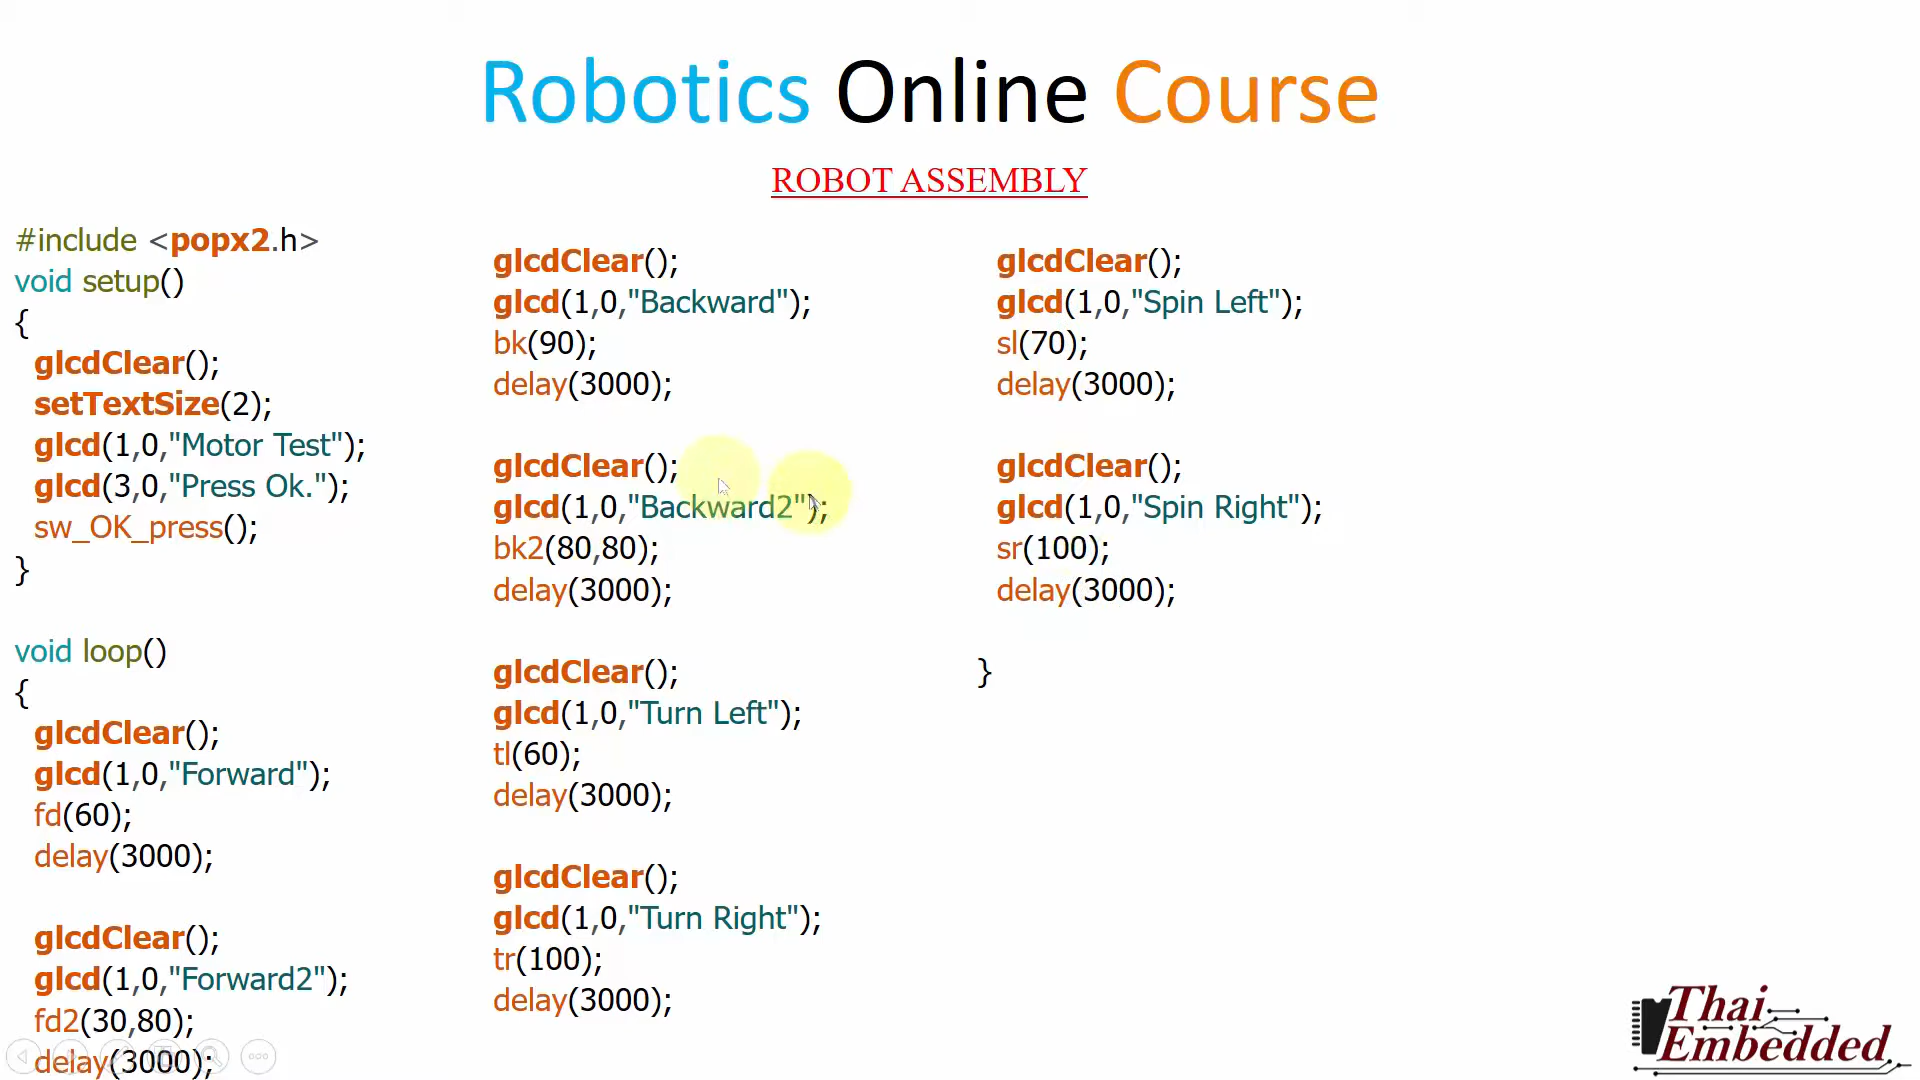 Robotics Online Course
ROBOT ASSEMBLY
#include <popx2.h>
void setup()
{
glcdClear();
setTextSize(2);
glcd(1,0,"Motor Test");
glcd(3,0,"Press Ok.");
sw_OK_press();
}
void loop()
{
glcdClear();
glcd(1,0,"Forward");
fd(60);
delay(3000);
glcdClear();
glcd(1,0,"Forward2");
fd2(30,80);
delay(3000);
glcdClear();
glcd(1,0,"Backward");
bk(90);
delay(3000);
glcdClear();
glcd(1,0,"Backward2");
bk2(80,80);
delay(3000);
glcdClear();
glcd(1,0,"Turn Left");
tl(60);
delay(3000);
glcdClear();
glcd(1,0,"Turn Right");
tr(100);
delay(3000);
glcdClear();
glcd(1,0,"Spin Left");
sl(70);
delay(3000);
glcdClear();
glcd(1,0,"Spin Right");
sr(100);
delay(3000);
}
Thai
Embedded